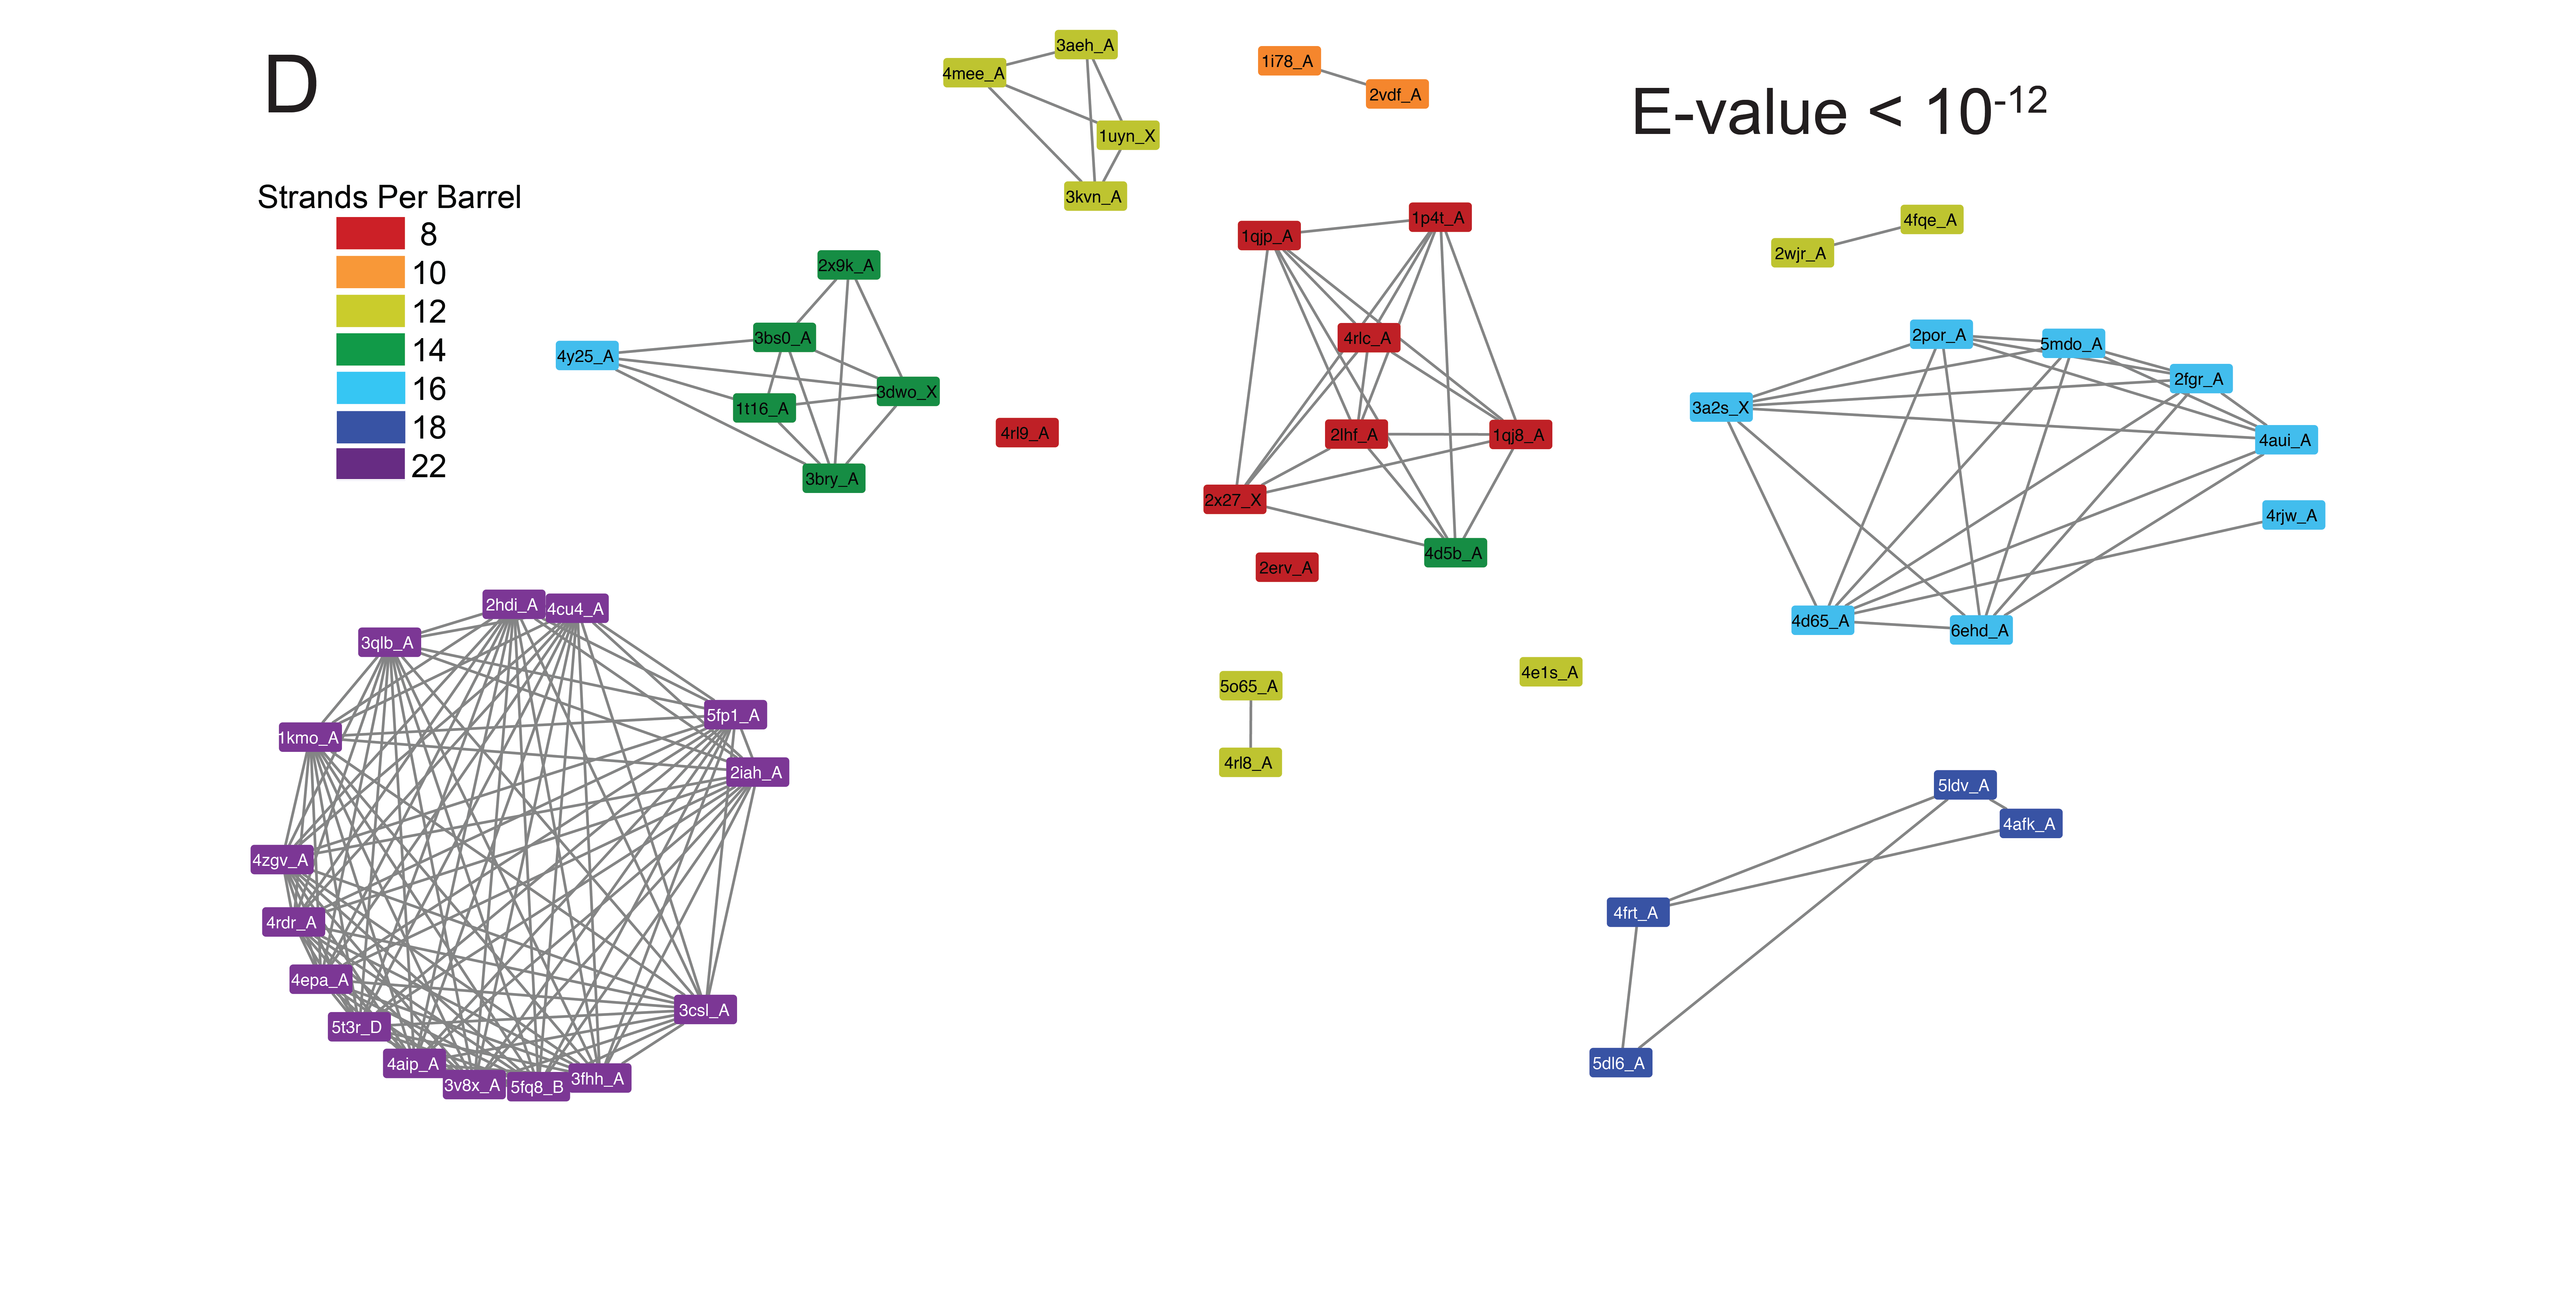 D
E-value < 10-12
Strands Per Barrel
8
10
12
14
16
18
22
3aeh_A
4mee_A
1uyn_X
3kvn_A
1i78_A
2vdf_A
4fqe_A
2wjr_A
2x9k_A
3bs0_A
4y25_A
3dwo_X
1t16_A
3bry_A
4rl9_A
1p4t_A
1qjp_A
4rlc_A
2lhf_A
1qj8_A
2x27_X
4d5b_A
2erv_A
2por_A
5mdo_A
2fgr_A
3a2s_X
4aui_A
4rjw_A
4d65_A
6ehd_A
2hdi_A
4cu4_A
3qlb_A
5fp1_A
1kmo_A
2iah_A
4zgv_A
4rdr_A
4epa_A
3csl_A
5t3r_D
4aip_A
3v8x_A
5fq8_B
3fhh_A
5o65_A
4rl8_A
4e1s_A
5ldv_A
4afk_A
4frt_A
5dl6_A